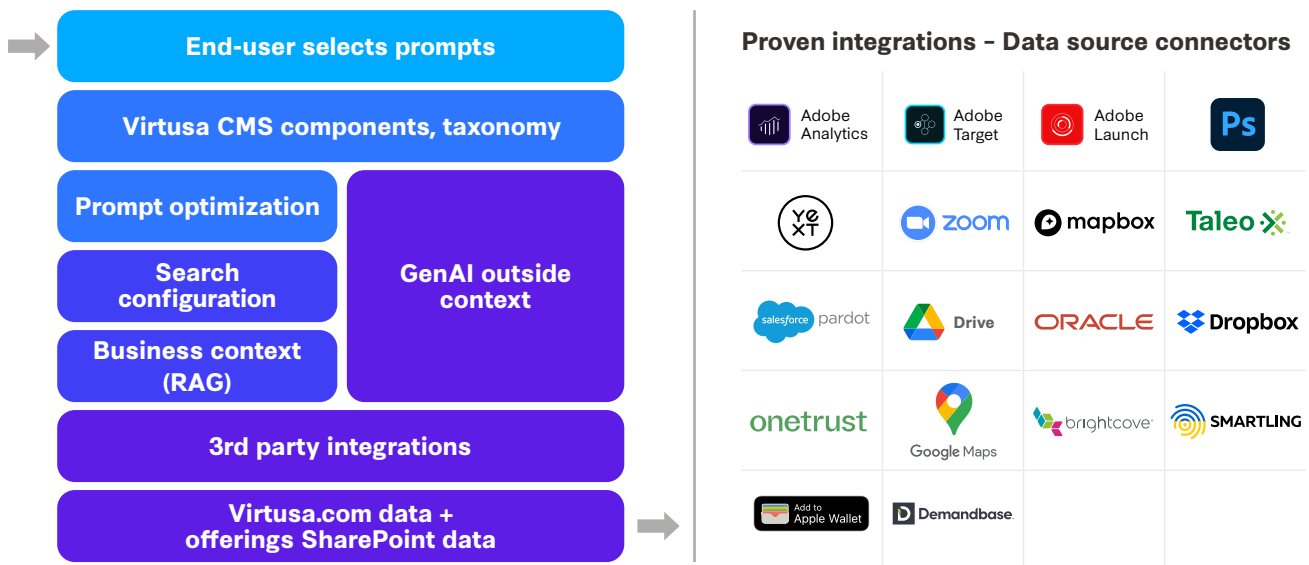 End-user selects prompts
Virtusa CMS components, taxonomy
Prompt optimization
Search
configuration
Business context
(RAG)
GenAI outside
context
3rd party integrations
Virtusa.com data +
offerings SharePoint data
Proven integrations – Data source connectors
Adobe
Analytics
Adobe
Target
Adobe
Launch
Ps
YeXT
zoom
mapbox
Taleo
salesforce pardot
Drive
ORACLE
Dropbox
onetrust
Google Maps
brightcove
SMARTLING
Add to
Apple Wallet
Demandbase